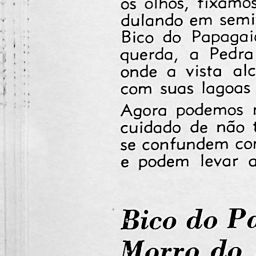 os olhos, fixamos
dulando em semi
Bico do Papagaio
querda, a Pedra
onde a vista alc
com suas lagoas
Agora podemos
cuidado de não
se confundem co
e podem levar a
Bico do Pa
Morro do